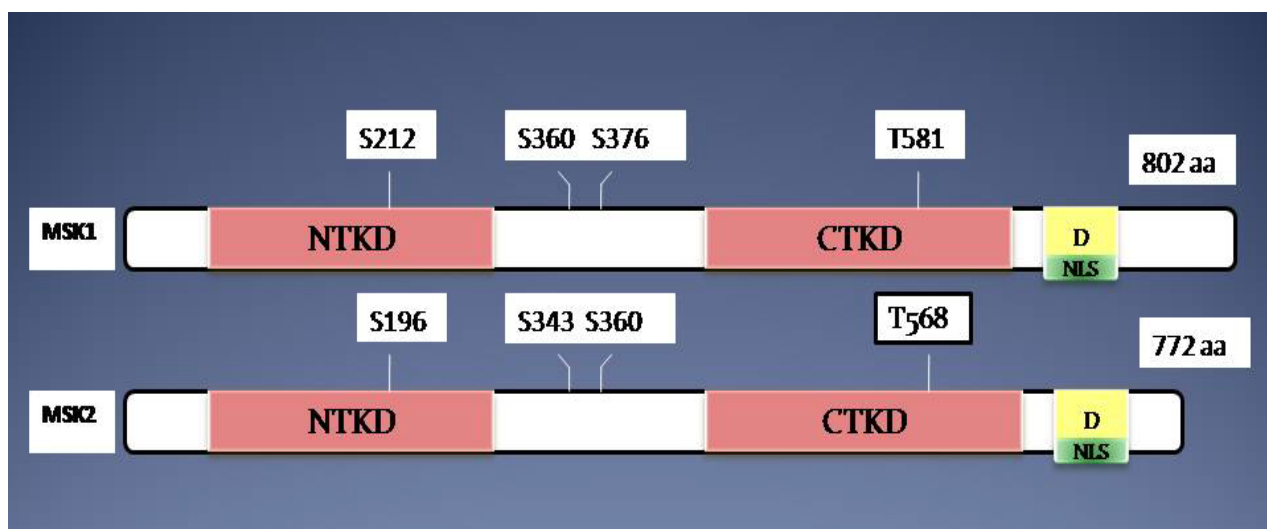 S212 S360 S376 T581
802 aa
MSK1 NTKD CTKD D
NLS
S196 S343 S360 T568
772 aa
MSK2 NTKD CTKD D
NLS